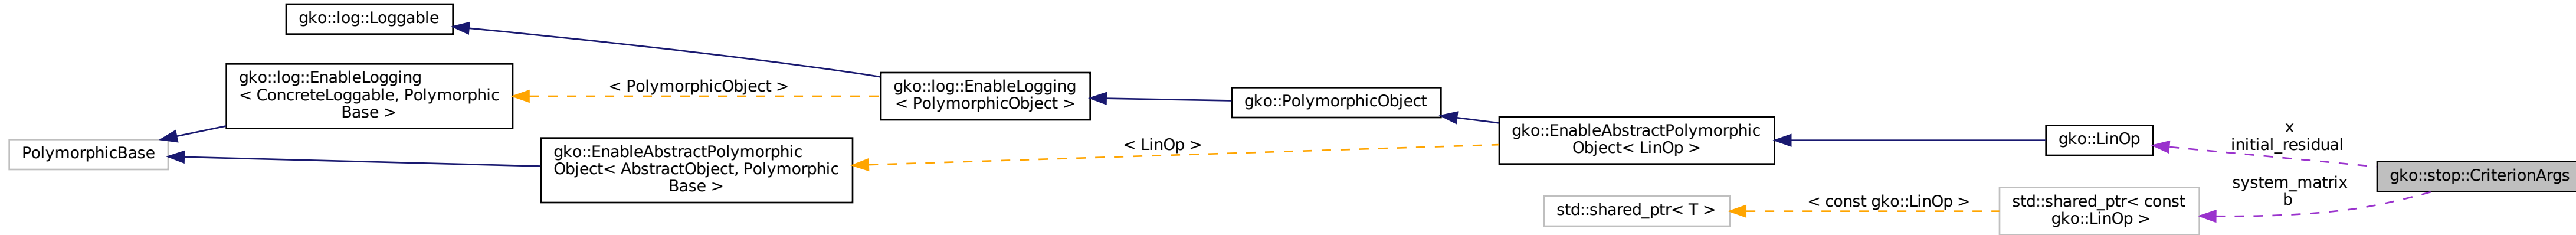 gko::log::Loggable
gko::log::EnableLogging
< ConcreteLoggable, Polymorphic
Base >
< PolymorphicObject >
gko::log::EnableLogging
< PolymorphicObject >
gko::PolymorphicObject
PolymorphicBase
gko::EnableAbstractPolymorphic
Object< AbstractObject, Polymorphic
Base >
< LinOp >
gko::EnableAbstractPolymorphic
Object< LinOp >
gko::LinOp
x
initial_residual
gko::stop::CriterionArgs
std::shared_ptr< T >
< const gko::LinOp >
std::shared_ptr< const
gko::LinOp >
system_matrix
b